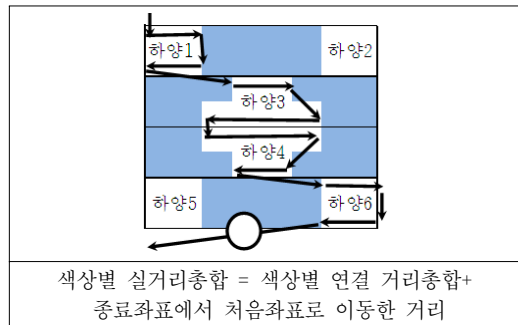 하양1 하양2
하양3
하양4
하양5 하양6
색상별 실거리총합 = 색상별 연결 거리총합+
종료좌표에서 처음좌표로 이동한 거리